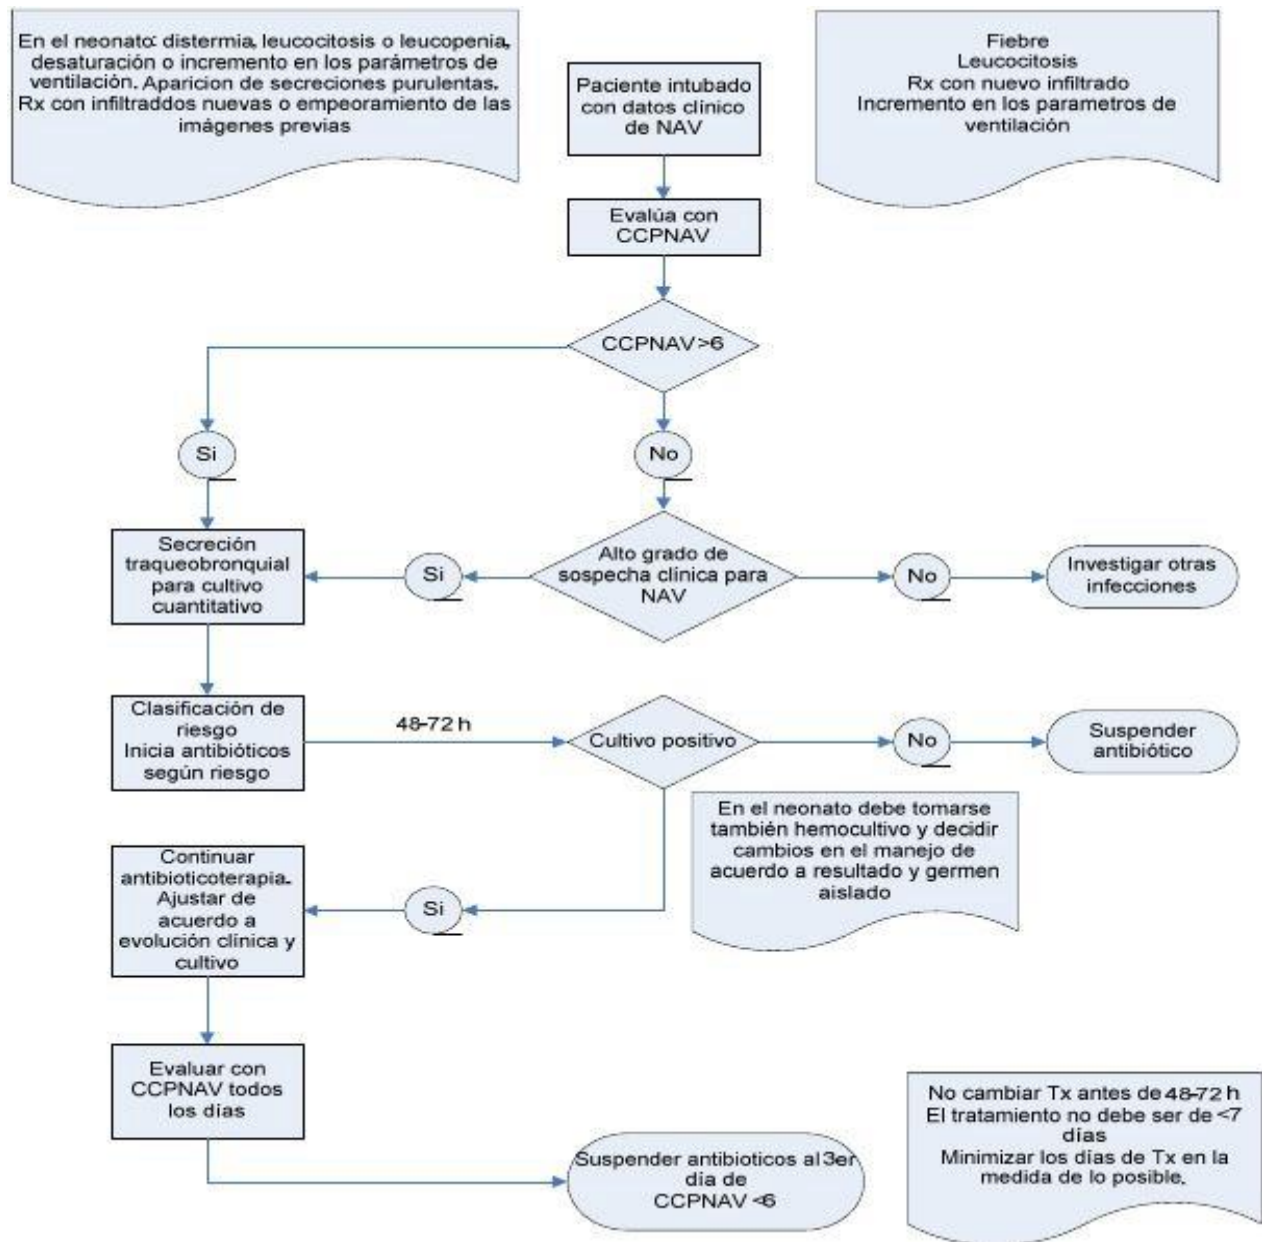 En el neonato: distermia, leucocitosis o leucopenia,
desaturación o incremento en los parámetros de
ventilación. Aparicion de secreciones purulentas.
Rx con infiltraddos nuevas o empeoramiento de las
imágenes previas
Paciente intubado
con datos clínico
de NAV
Fiebre
Leucocitosis
Rx con nuevo infiltrado
Incremento en los parametros de
ventilación
Evalúa con
CCPNAV
CCPNAV >6
Si
No
Secreción
traqueobronquial
para cultivo
cuantitativo
Si
Alto grado de
sospecha clínica para
NAV
No
Investigar otras
infecciones
Clasificación de
riesgo
Inicia antibióticos
según riesgo
48-72 h
Cultivo positivo
No
Suspender
antibiótico
En el neonato debe tomarse
también hemocultivo y decidir
cambios en el manejo de
acuerdo a resultado y germen
aislado
Continuar
antibioticoterapia.
Ajustar de
acuerdo a
evolución clínica y
cultivo
Si
Evaluar con
CCPNAV todos
los días
Suspender antibioticos al 3er
día de
CCPNAV <6
No cambiar Tx antes de 48-72 h
El tratamiento no debe ser de <7
días
Minimizar los días de Tx en la
medida de lo posible.